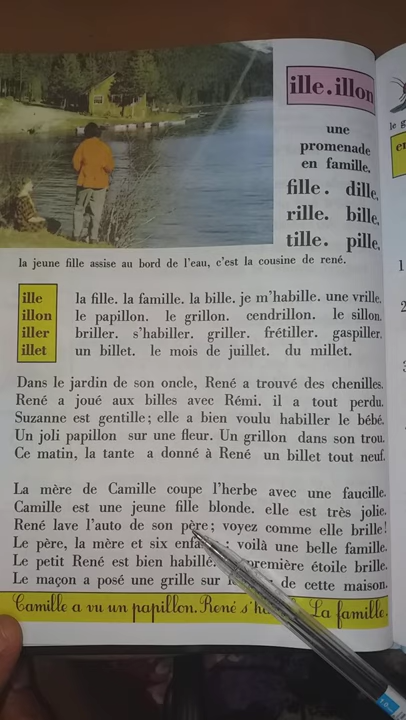 ille.illon
une
promenade
en famille.
fille. dille.
rille. bille.
tille. pille.
la jeune fille assise au bord de l'eau, c'est la cousine de rené.
ille la fille. la famille. la bille. je m'habille. une vrille.
illon le papillon. le grillon. cendrillon. le sillon.
iller briller. s'habiller. griller. frétiller. gaspiller.
illet un billet. le mois de juillet. du millet.
Dans le jardin de son oncle, René a trouvé des chenilles.
René a joué aux billes avec Rémi. il a tout perdu.
Suzanne est gentille; elle a bien voulu habiller le bébé.
Un joli papillon sur une fleur. Un grillon dans son trou.
Ce matin, la tante a donné à René un billet tout neuf.
La mère de Camille coupe l'herbe avec une faucille.
Camille est une jeune fille blonde. elle est très jolie.
René lave l'auto de son père; voyez comme elle brille!
Le père, la mère et six : voilà une belle famille.
Le petit René est bien habillé. première étoile brille.
Le maçon a posé une grille sur de cette maison.
Camille a vu un papillon. René La famille.
le
1
2
3